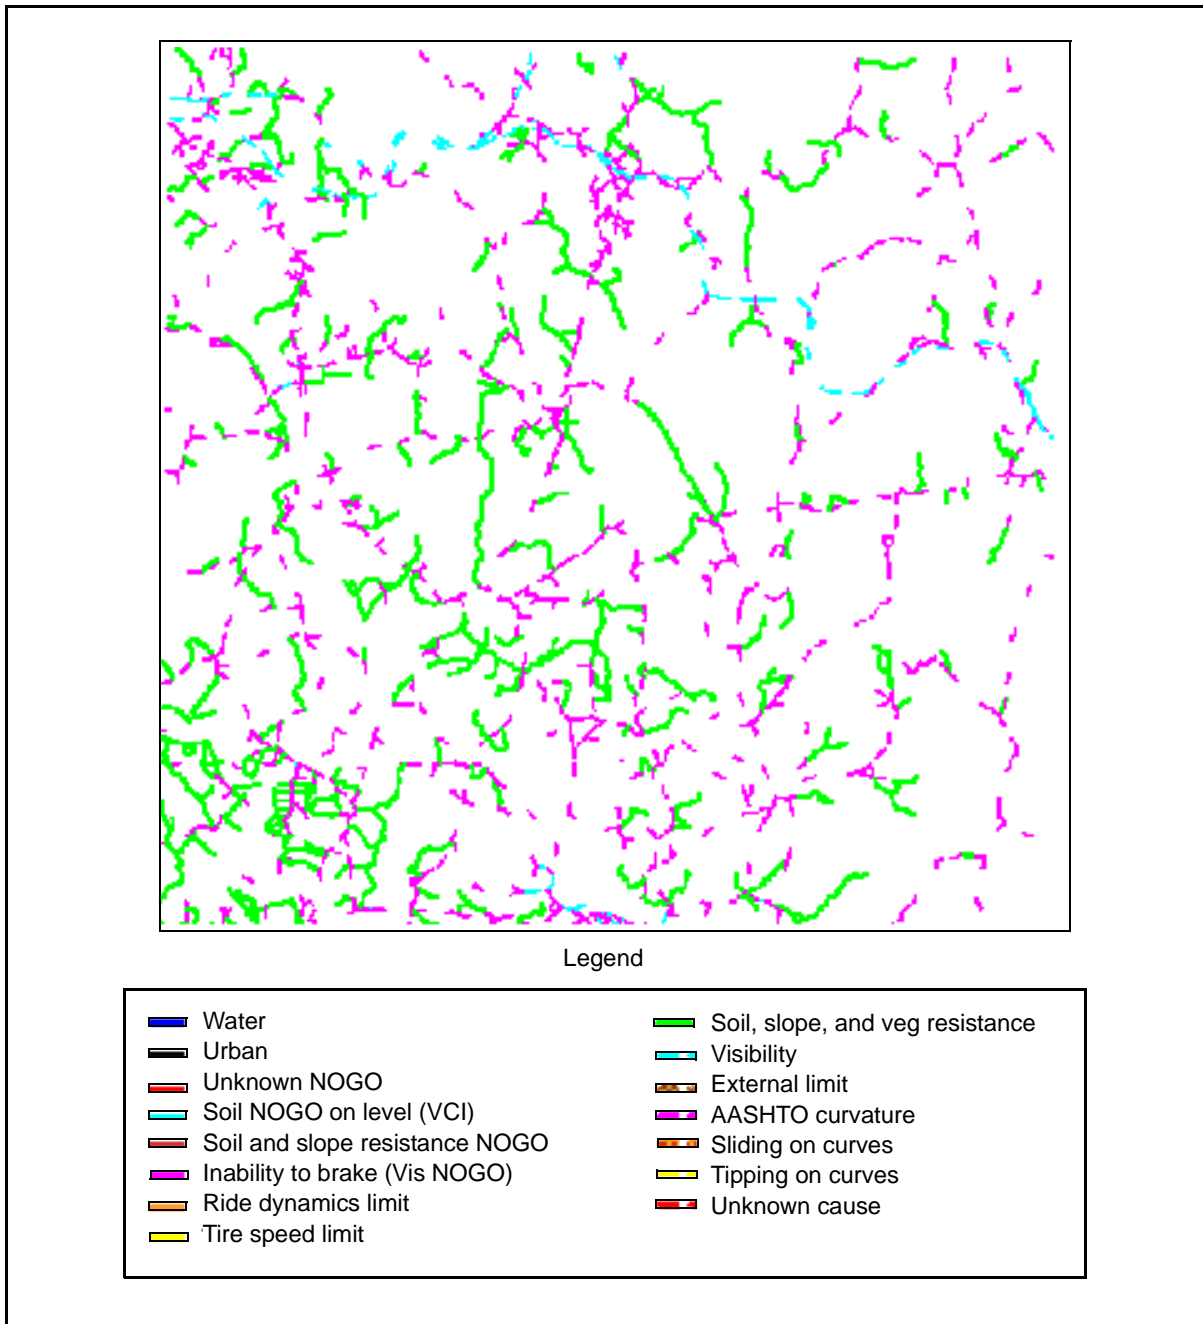 Legend
Water
Urban
Unknown NOGO
Soil NOGO on level (VCI)
Soil and slope resistance NOGO
Inability to brake (Vis NOGO)
Ride dynamics limit
Tire speed limit
Soil, slope, and veg resistance
Visibility
External limit
AASHTO curvature
Sliding on curves
Tipping on curves
Unknown cause